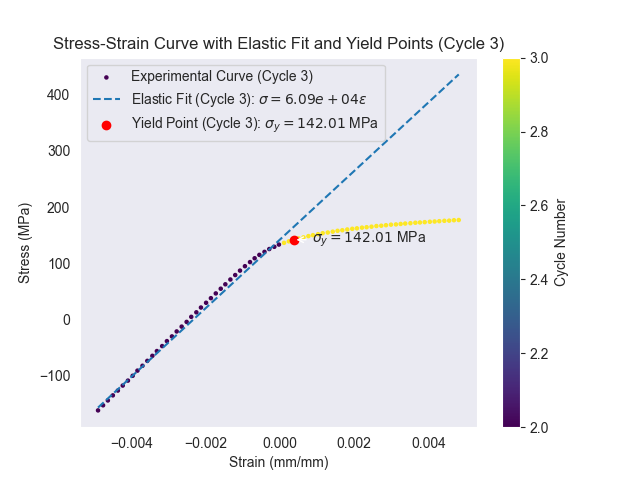 Stress-Strain Curve with Elastic Fit and Yield Points (Cycle 3)
Experimental Curve (Cycle 3)
Elastic Fit (Cycle 3): σ = 6.09e + 04ε
Yield Point (Cycle 3): σ_y = 142.01 MPa
σ_y = 142.01 MPa
Stress (MPa)
400
300
200
100
0
−100
−0.004
−0.002
0.000
0.002
0.004
Strain (mm/mm)
3.0
2.8
2.6
2.4
2.2
2.0
Cycle Number